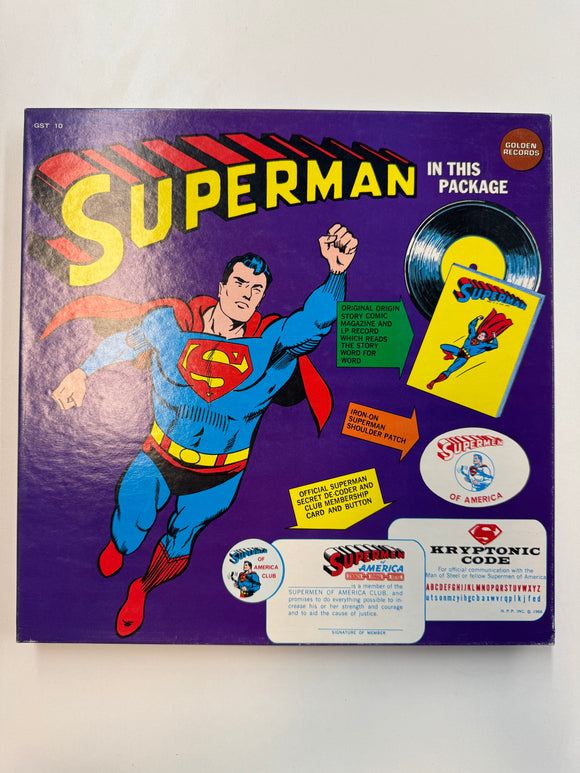 GST 10
GOLDEN
RECORDS
SUPERMAN
IN THIS
PACKAGE
SUPERMAN
ORIGINAL ORIGIN
STORY COMIC
MAGAZINE AND
LP RECORD
WHICH READS
THE STORY
WORD FOR
WORD
IRON-ON
SUPERMAN
SHOULDER PATCH
SUPERMEN
OF AMERICA
OFFICIAL SUPERMAN
SECRET DE-CODER AND
CLUB MEMBERSHIP
CARD AND BUTTON
SUPERMEN
OF AMERICA
CLUB
SUPERMEN
of
AMERICA
is a member of the
SUPERMEN OF AMERICA CLUB, and
promises to do everything possible to in-
crease his or her strength and courage
and to aid the cause of justice.
SIGNATURE OF MEMBER
S
KRYPTONIC
CODE
For official communication with the
Man of Steel or fellow Supermen of America
ABCDEFGHIJKLMNOPQRSTUVWXYZ
N.P.P. INC. © 1966